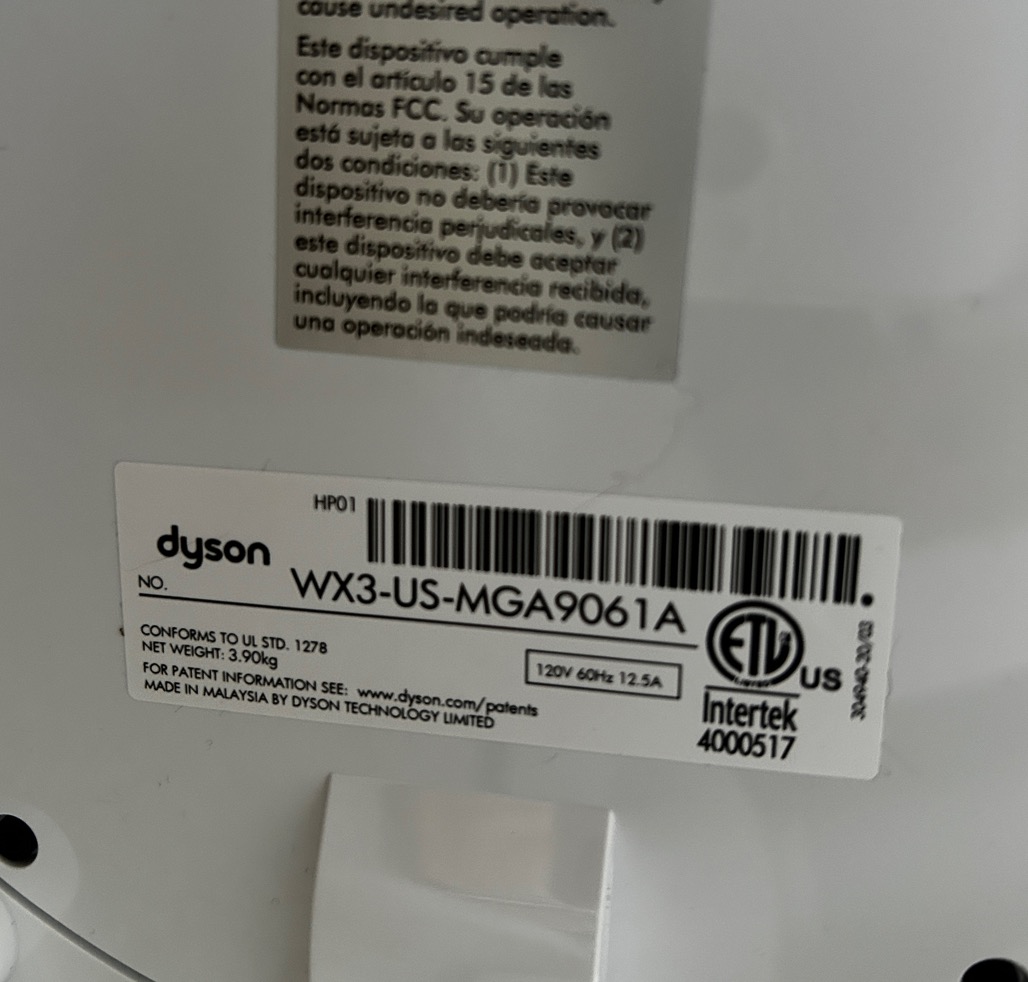 cause undesired operation.
Este dispositivo cumple
con el artículo 15 de las
Normas FCC. Su operación
está sujeta a las siguientes
dos condiciones: (1) Este
dispositivo no debería provocar
interferencia perjudicales, y (2)
este dispositivo debe aceptar
cualquier interferencia recibida,
incluyendo la que podría causar
una operación indeseada.
HP01
dyson
NO. WX3-US-MGA9061A
CONFORMS TO UL STD. 1278
NET WEIGHT: 3.90kg
120V 60Hz 12.5A
FOR PATENT INFORMATION SEE: www.dyson.com/patents
MADE IN MALAYSIA BY DYSON TECHNOLOGY LIMITED
ETL
US
Intertek
4000517
304940-20/03